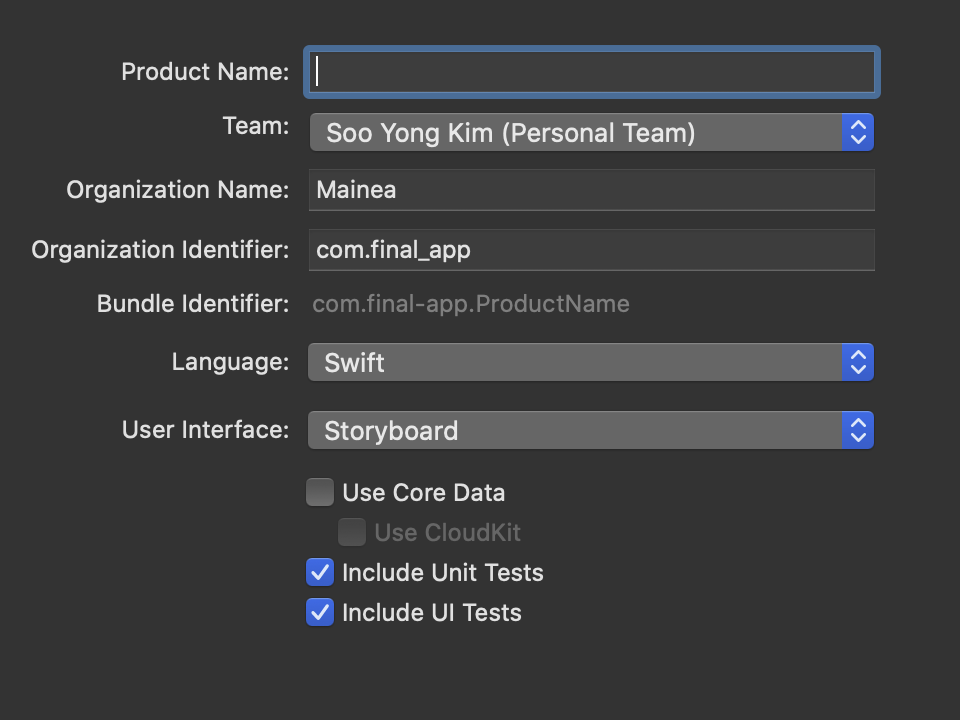 Product Name:
Team: Soo Yong Kim (Personal Team)
Organization Name: Mainea
Organization Identifier: com.final_app
Bundle Identifier: com.final-app.ProductName
Language: Swift
User Interface: Storyboard
Use Core Data
Use CloudKit
Include Unit Tests
Include UI Tests